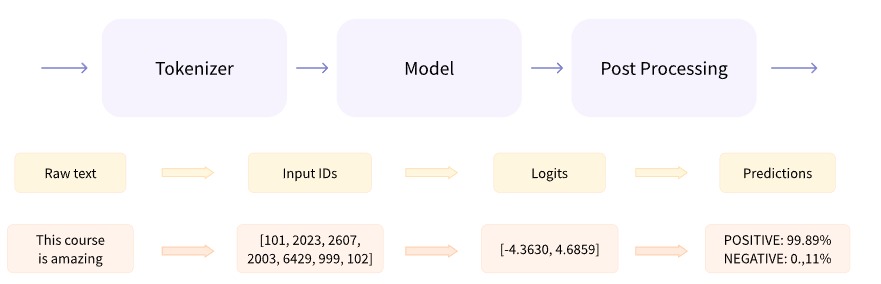 Tokenizer
Model
Post Processing
Raw text
Input IDs
Logits
Predictions
This course
is amazing
[101, 2023, 2607,
2003, 6429, 999, 102]
[-4.3630, 4.6859]
POSITIVE: 99.89%
NEGATIVE: 0.,11%